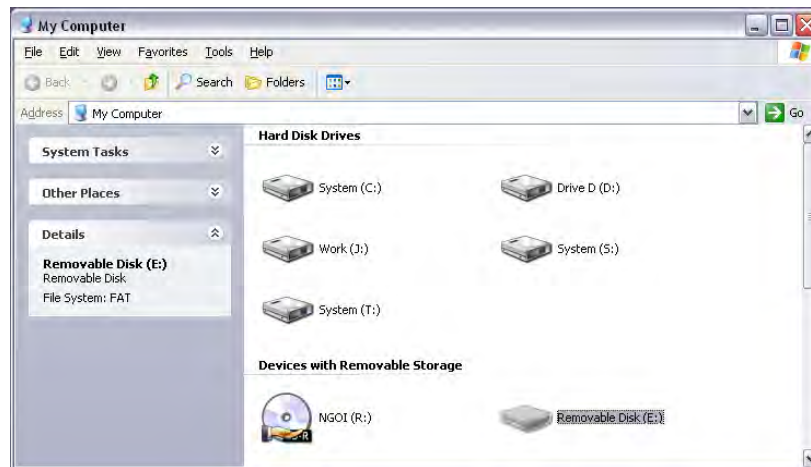 My Computer
File Edit View Favorites Tools Help
Back Search Folders
Address My Computer Go
System Tasks
Other Places
Details
Removable Disk (E:)
Removable Disk
File System: FAT
Hard Disk Drives
System (C:) Drive D (D:)
Work (J:) System (S:)
System (T:)
Devices with Removable Storage
NGOI (R:) Removable Disk (E:)